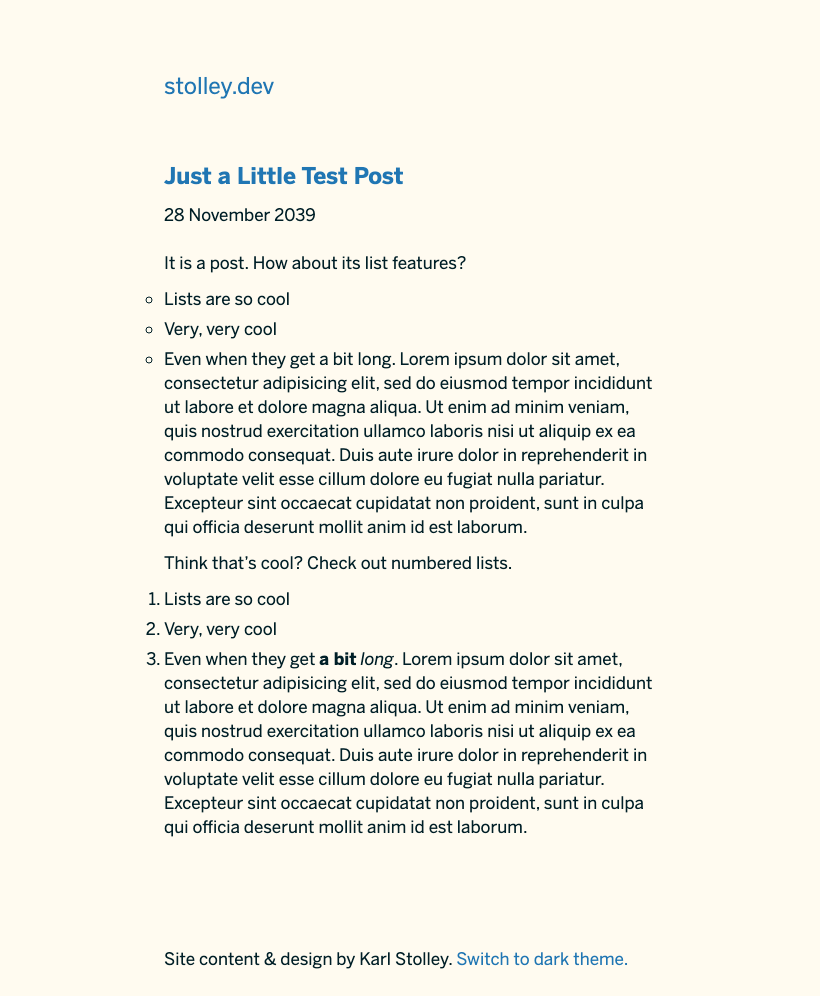 stolley.dev
Just a Little Test Post
28 November 2039
It is a post. How about its list features?
Lists are so cool
Very, very cool
Even when they get a bit long. Lorem ipsum dolor sit amet,
consectetur adipisicing elit, sed do eiusmod tempor incididunt
ut labore et dolore magna aliqua. Ut enim ad minim veniam,
quis nostrud exercitation ullamco laboris nisi ut aliquip ex ea
commodo consequat. Duis aute irure dolor in reprehenderit in
voluptate velit esse cillum dolore eu fugiat nulla pariatur.
Excepteur sint occaecat cupidatat non proident, sunt in culpa
qui officia deserunt mollit anim id est laborum.
Think that’s cool? Check out numbered lists.
1. Lists are so cool
2. Very, very cool
3. Even when they get a bit long. Lorem ipsum dolor sit amet,
consectetur adipisicing elit, sed do eiusmod tempor incididunt
ut labore et dolore magna aliqua. Ut enim ad minim veniam,
quis nostrud exercitation ullamco laboris nisi ut aliquip ex ea
commodo consequat. Duis aute irure dolor in reprehenderit in
voluptate velit esse cillum dolore eu fugiat nulla pariatur.
Excepteur sint occaecat cupidatat non proident, sunt in culpa
qui officia deserunt mollit anim id est laborum.
Site content & design by Karl Stolley. Switch to dark theme.